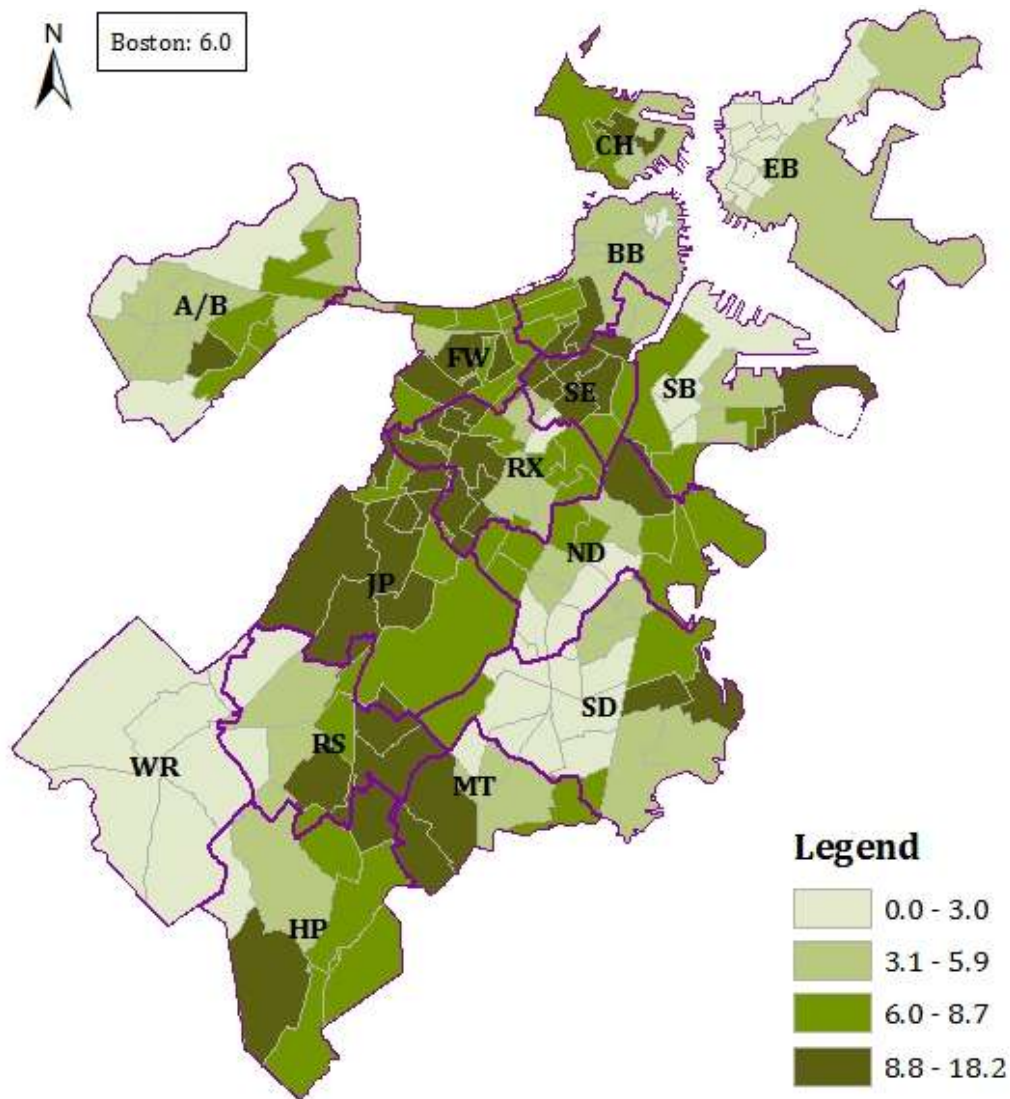 N
Boston: 6.0
CH
EB
BB
A/B
FW
SE
SB
RX
ND
JP
SD
RS
WR
MT
HP
Legend
0.0 - 3.0
3.1 - 5.9
6.0 - 8.7
8.8 - 18.2